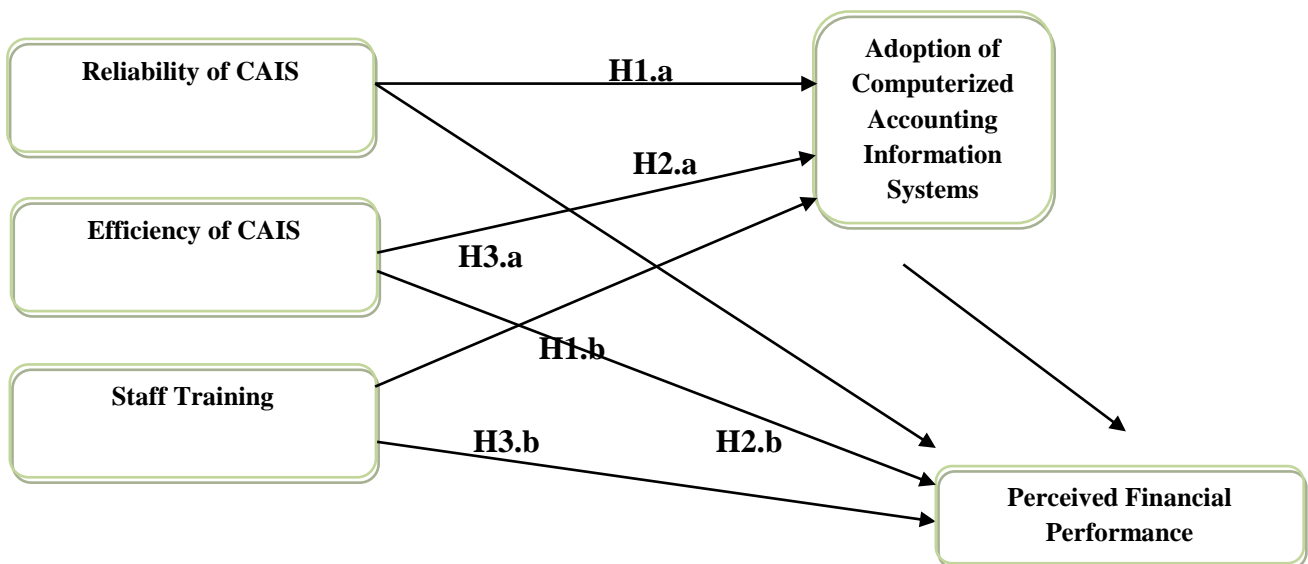 Reliability of CAIS
H1.a
Adoption of
Computerized
Accounting
Information
Systems
H2.a
Efficiency of CAIS
H3.a
H1.b
Staff Training
H3.b
H2.b
Perceived Financial
Performance